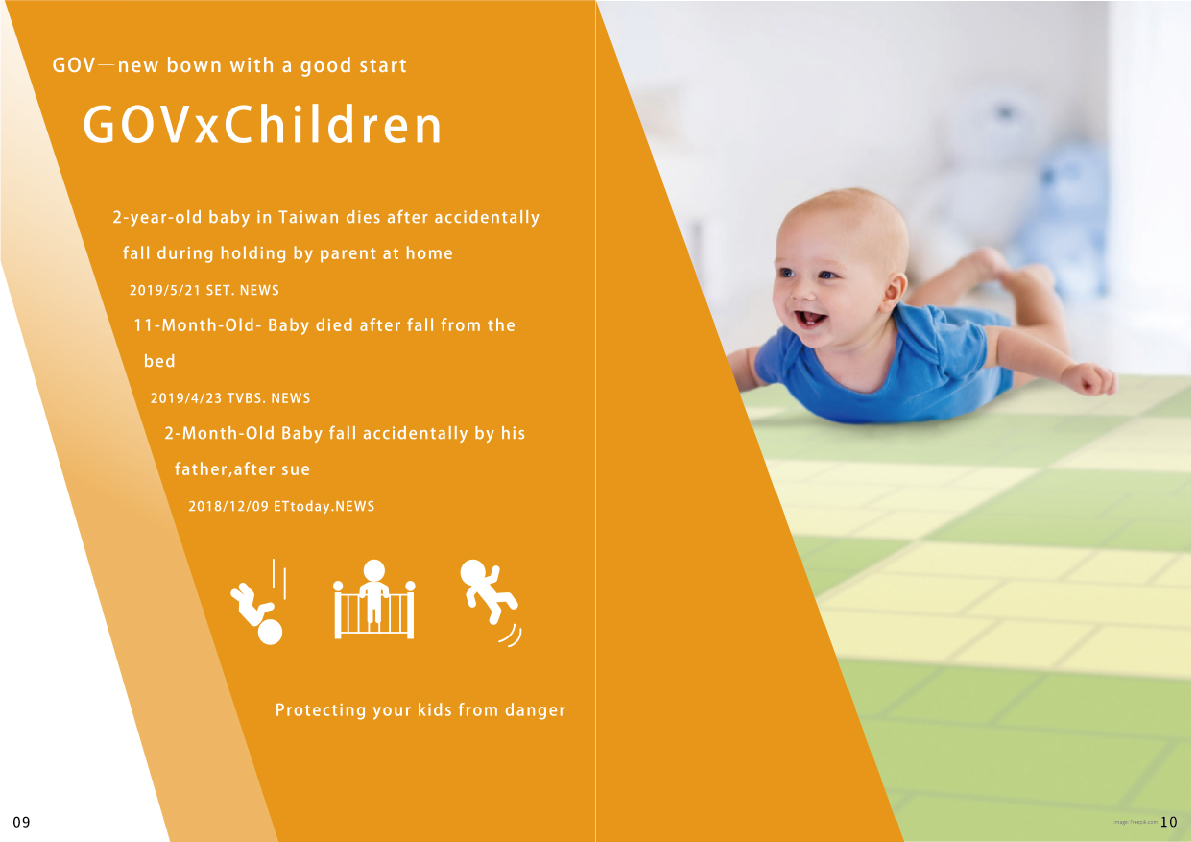 GOV—new bown with a good start
GOVxChildren
2-year-old baby in Taiwan dies after accidentally
fall during holding by parent at home
2019/5/21 SET. NEWS
11-Month-Old- Baby died after fall from the
bed
2019/4/23 TVBS. NEWS
2-Month-Old Baby fall accidentally by his
father,after sue
2018/12/09 ETtoday.NEWS
Protecting your kids from danger
09
image: Freepik.com
10